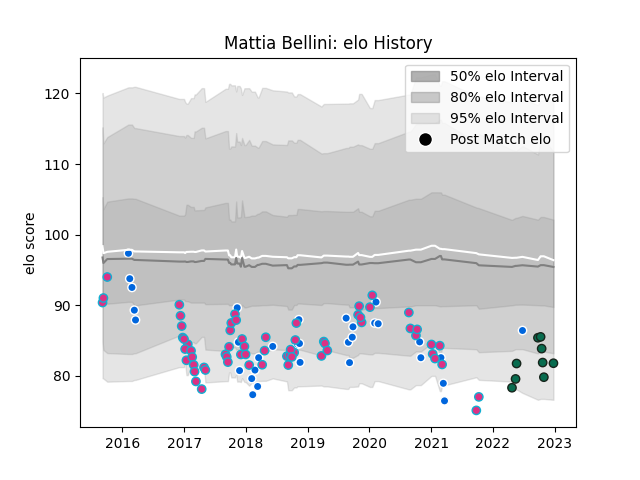 Mattia Bellini: elo History
50% elo Interval
80% elo Interval
95% elo Interval
Post Match elo
elo score
120
110
100
90
80
2016 2017 2018 2019 2020 2021 2022 2023